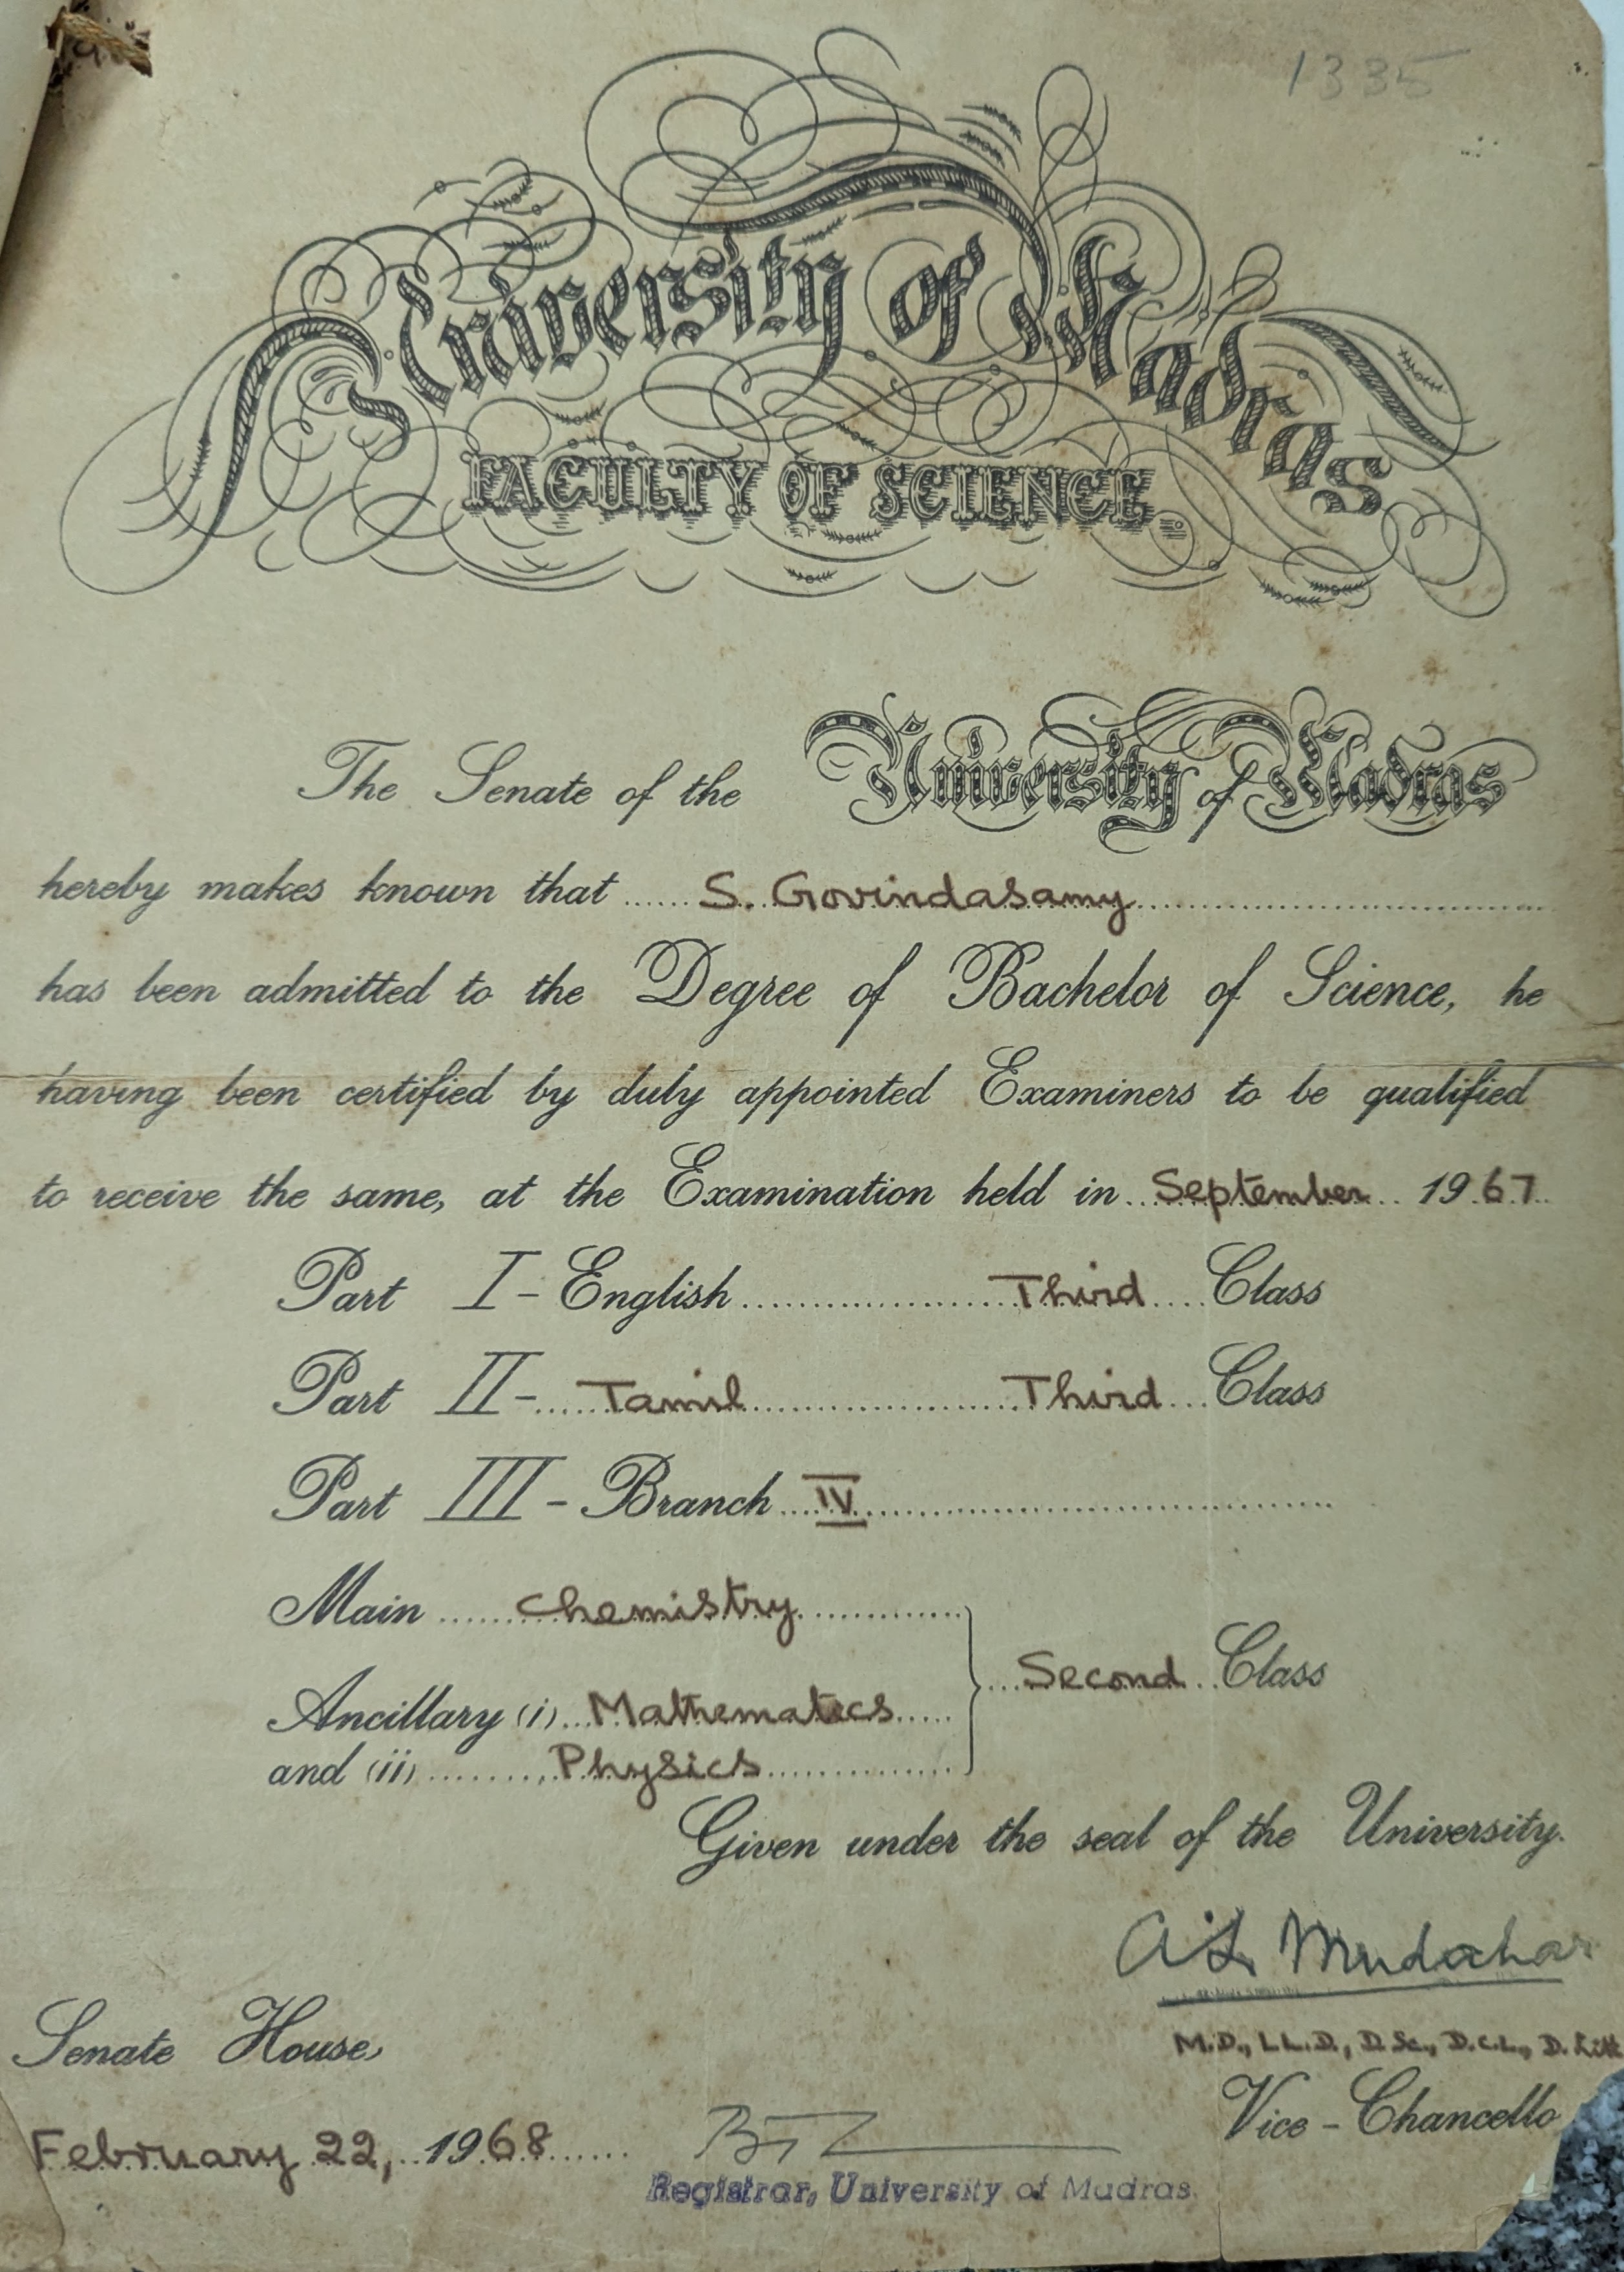 1335
University of Madras
FACULTY OF SCIENCE.
The Senate of the University of Madras
hereby makes known that ...... S. Govindasamy ..............................
has been admitted to the Degree of Bachelor of Science, he
having been certified by duly appointed Examiners to be qualified
to receive the same, at the Examination held in .. September .. 1967.
Part I - English .................... Third .... Class
Part II - ..... Tamil .................... Third ... Class
Part III - Branch ... IV ..............................
Main ...... Chemistry ..............
Ancillary (i) ... Mathematics .....
... Second .. Class
and (ii) ......... Physics ...............
Given under the seal of the University.
A. L. Mudaliar
M.D., L L.D., D. Sc., D.C.L., D. Litt
Senate House,
Vice - Chancello
February 22, 1968 ......
Registrar, University of Madras.